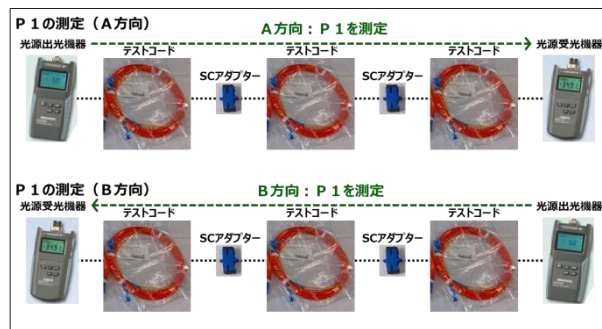 P1の測定（A方向）
A方向：P1を測定
光源出光機器 テストコード テストコード テストコード 光源受光機器
SCアダプター SCアダプター
P1の測定（B方向）
B方向：P1を測定
光源受光機器 テストコード テストコード テストコード 光源出光機器
SCアダプター SCアダプター